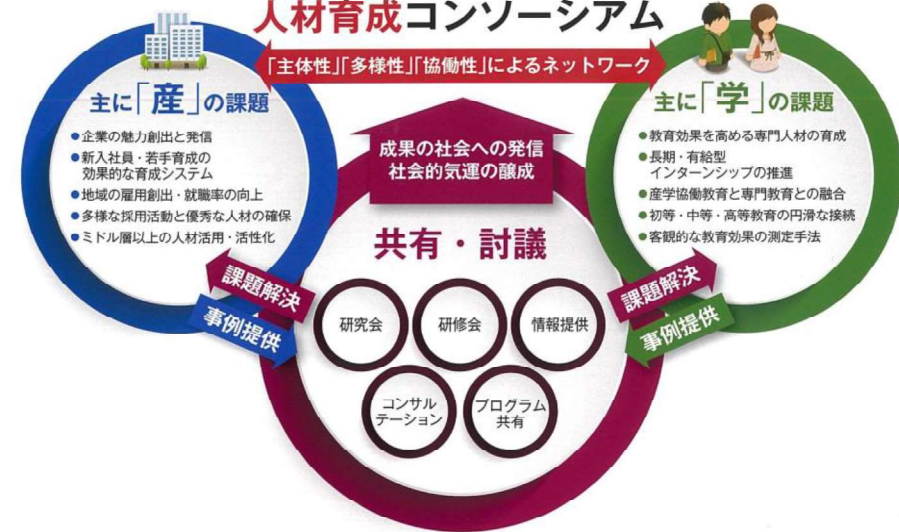 人材育成コンソーシアム
「主体性」「多様性」「協働性」によるネットワーク
主に「産」の課題
●企業の魅力創出と発信
●新入社員・若手育成の
効果的な育成システム
●地域の雇用創出・就職率の向上
●多様な採用活動と優秀な人材の確保
●ミドル層以上の人材活用・活性化
主に「学」の課題
●教育効果を高める専門人材の育成
●長期・有給型
インターンシップの推進
●産学協働教育と専門教育との融合
●初等・中等・高等教育の円滑な接続
●客観的な教育効果の測定手法
成果の社会への発信
社会的気運の醸成
共有・討議
課題解決
事例提供
課題解決
事例提供
研究会
研修会
情報提供
コンサル
テーション
プログラム
共有